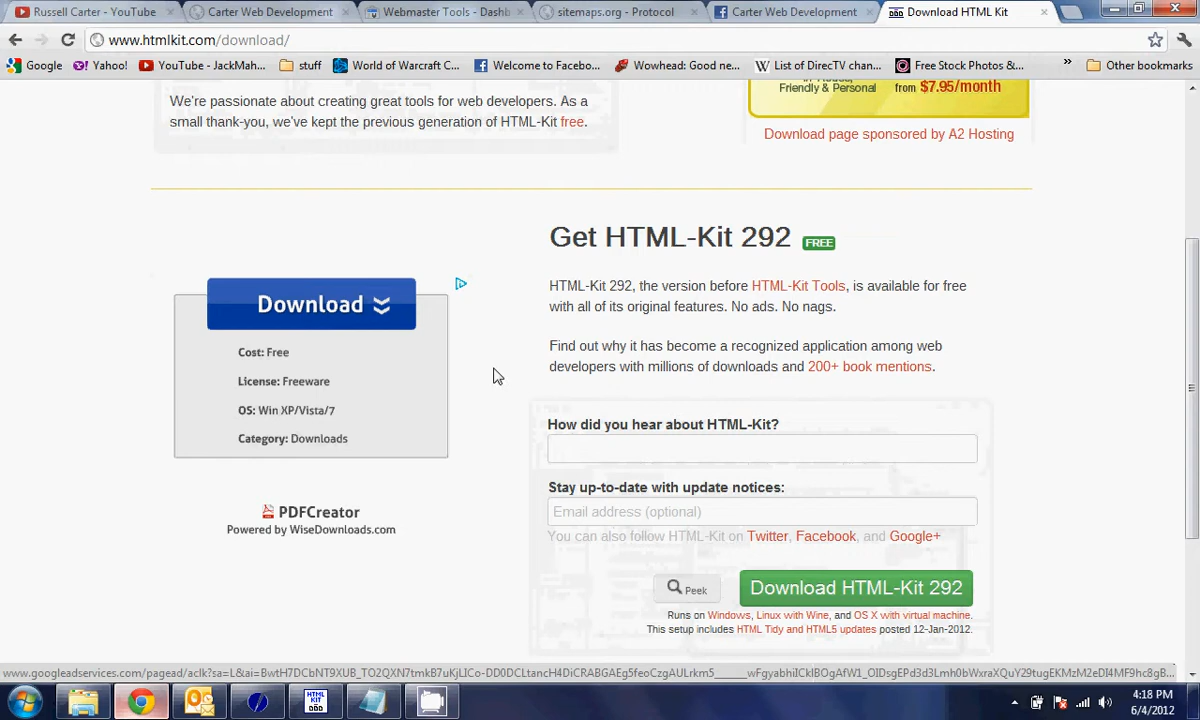 Russell Carter - YouTube
Carter Web Development
Webmaster Tools - Dashb
sitemaps.org - Protocol
Carter Web Development
Download HTML Kit
www.htmlkit.com/download/
Google
Yahoo!
YouTube - JackMah...
stuff
World of Warcraft C...
Welcome to Facebo...
Wowhead: Good ne...
List of DirecTV chan...
Free Stock Photos &...
»
Other bookmarks
We're passionate about creating great tools for web developers. As a
small thank-you, we've kept the previous generation of HTML-Kit free.
Friendly & Personal from $7.95/month
Download page sponsored by A2 Hosting
Get HTML-Kit 292 FREE
HTML-Kit 292, the version before HTML-Kit Tools, is available for free
with all of its original features. No ads. No nags.
Find out why it has become a recognized application among web
developers with millions of downloads and 200+ book mentions.
Download
Cost: Free
License: Freeware
OS: Win XP/Vista/7
Category: Downloads
PDFCreator
Powered by WiseDownloads.com
How did you hear about HTML-Kit?
Stay up-to-date with update notices:
Email address (optional)
You can also follow HTML-Kit on Twitter, Facebook, and Google+
Peek
Download HTML-Kit 292
Runs on Windows, Linux with Wine, and OS X with virtual machine.
This setup includes HTML Tidy and HTML5 updates posted 12-Jan-2012.
HTML
KIT
4:18 PM
6/4/2012